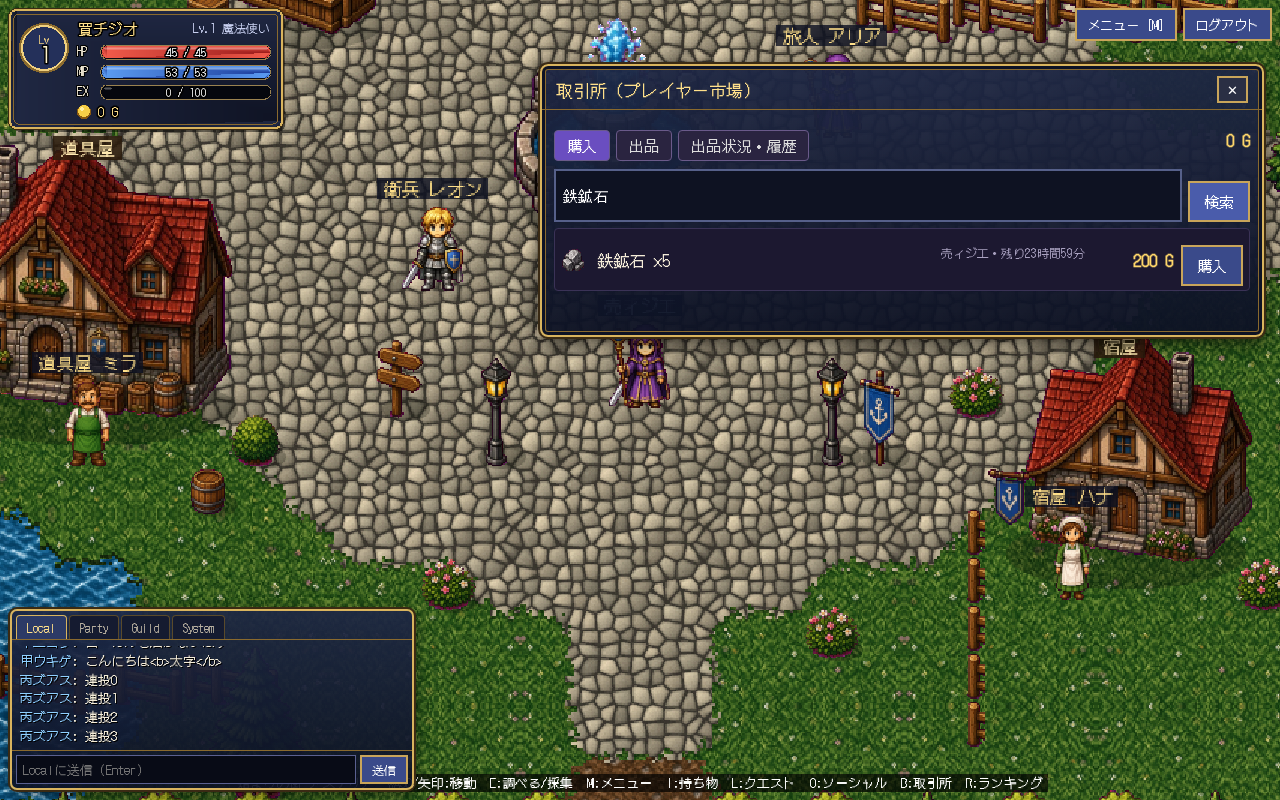 Lv
1
買チジオ
Lv.1 魔法使い
HP
45 / 45
MP
53 / 53
EX
0 / 100
0 G
メニュー [M]
ログアウト
旅人 アリア
取引所（プレイヤー市場）
×
購入
出品
出品状況・履歴
0 G
鉄鉱石
検索
鉄鉱石 x5
売ィジエ・残り23時間59分
200 G
購入
売ィジエ
道具屋
衛兵 レオン
道具屋 ミラ
宿屋
宿屋 ハナ
Local
Party
Guild
System
甲ウキゲ: こんにちは<b>太字</b>
丙ズアス: 連投0
丙ズアス: 連投1
丙ズアス: 連投2
丙ズアス: 連投3
Localに送信 (Enter)
送信
矢印:移動 E:調べる/採集 M:メニュー I:持ち物 L:クエスト O:ソーシャル B:取引所 R:ランキング